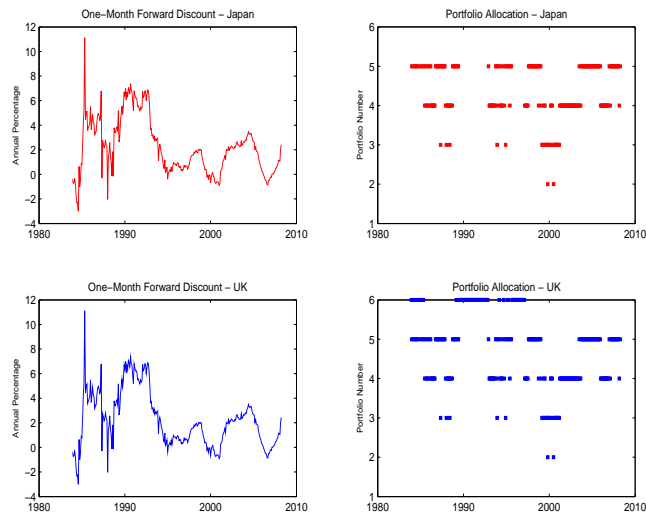 One−Month Forward Discount − Japan
Annual Percentage
12
10
8
6
4
2
0
−2
−4
1980 1990 2000 2010
Portfolio Allocation − Japan
Portfolio Number
6
5
4
3
2
1
1980 1990 2000 2010
One−Month Forward Discount − UK
Annual Percentage
12
10
8
6
4
2
0
−2
−4
1980 1990 2000 2010
Portfolio Allocation − UK
Portfolio Number
6
5
4
3
2
1
1980 1990 2000 2010